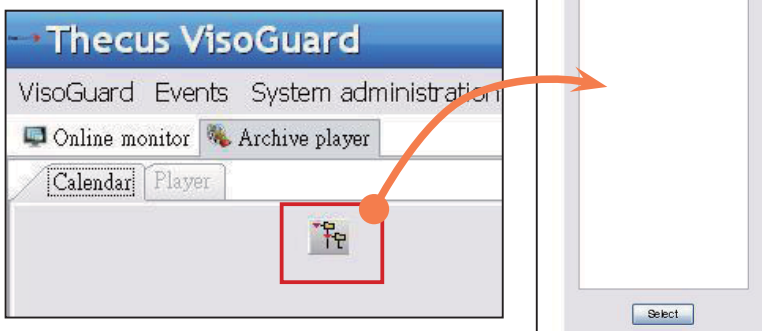 Thecus VisoGuard
VisoGuard Events System administration
Online monitor Archive player
Calendar Player
Select